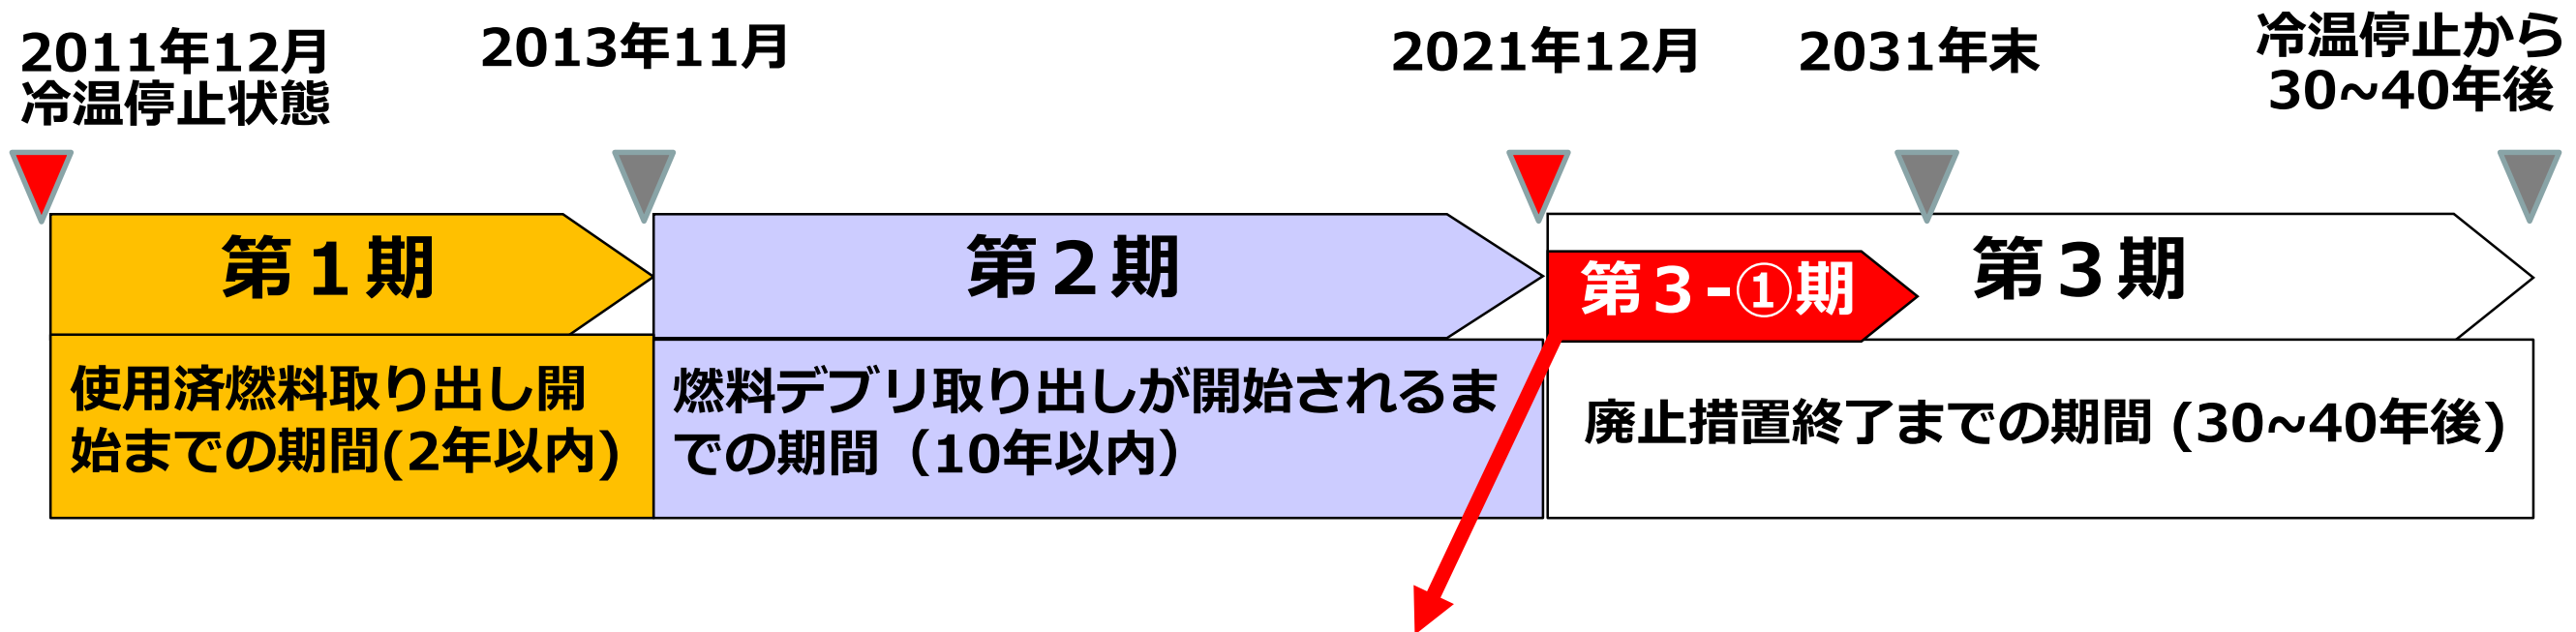 2011年12月
冷温停止状態
2013年11月
2021年12月
2031年末
冷温停止から
30~40年後
第１期
第２期
第３-①期
第３期
使用済燃料取り出し開
始までの期間(2年以内)
燃料デブリ取り出しが開始されるま
での期間（10年以内）
廃止措置終了までの期間 (30~40年後)